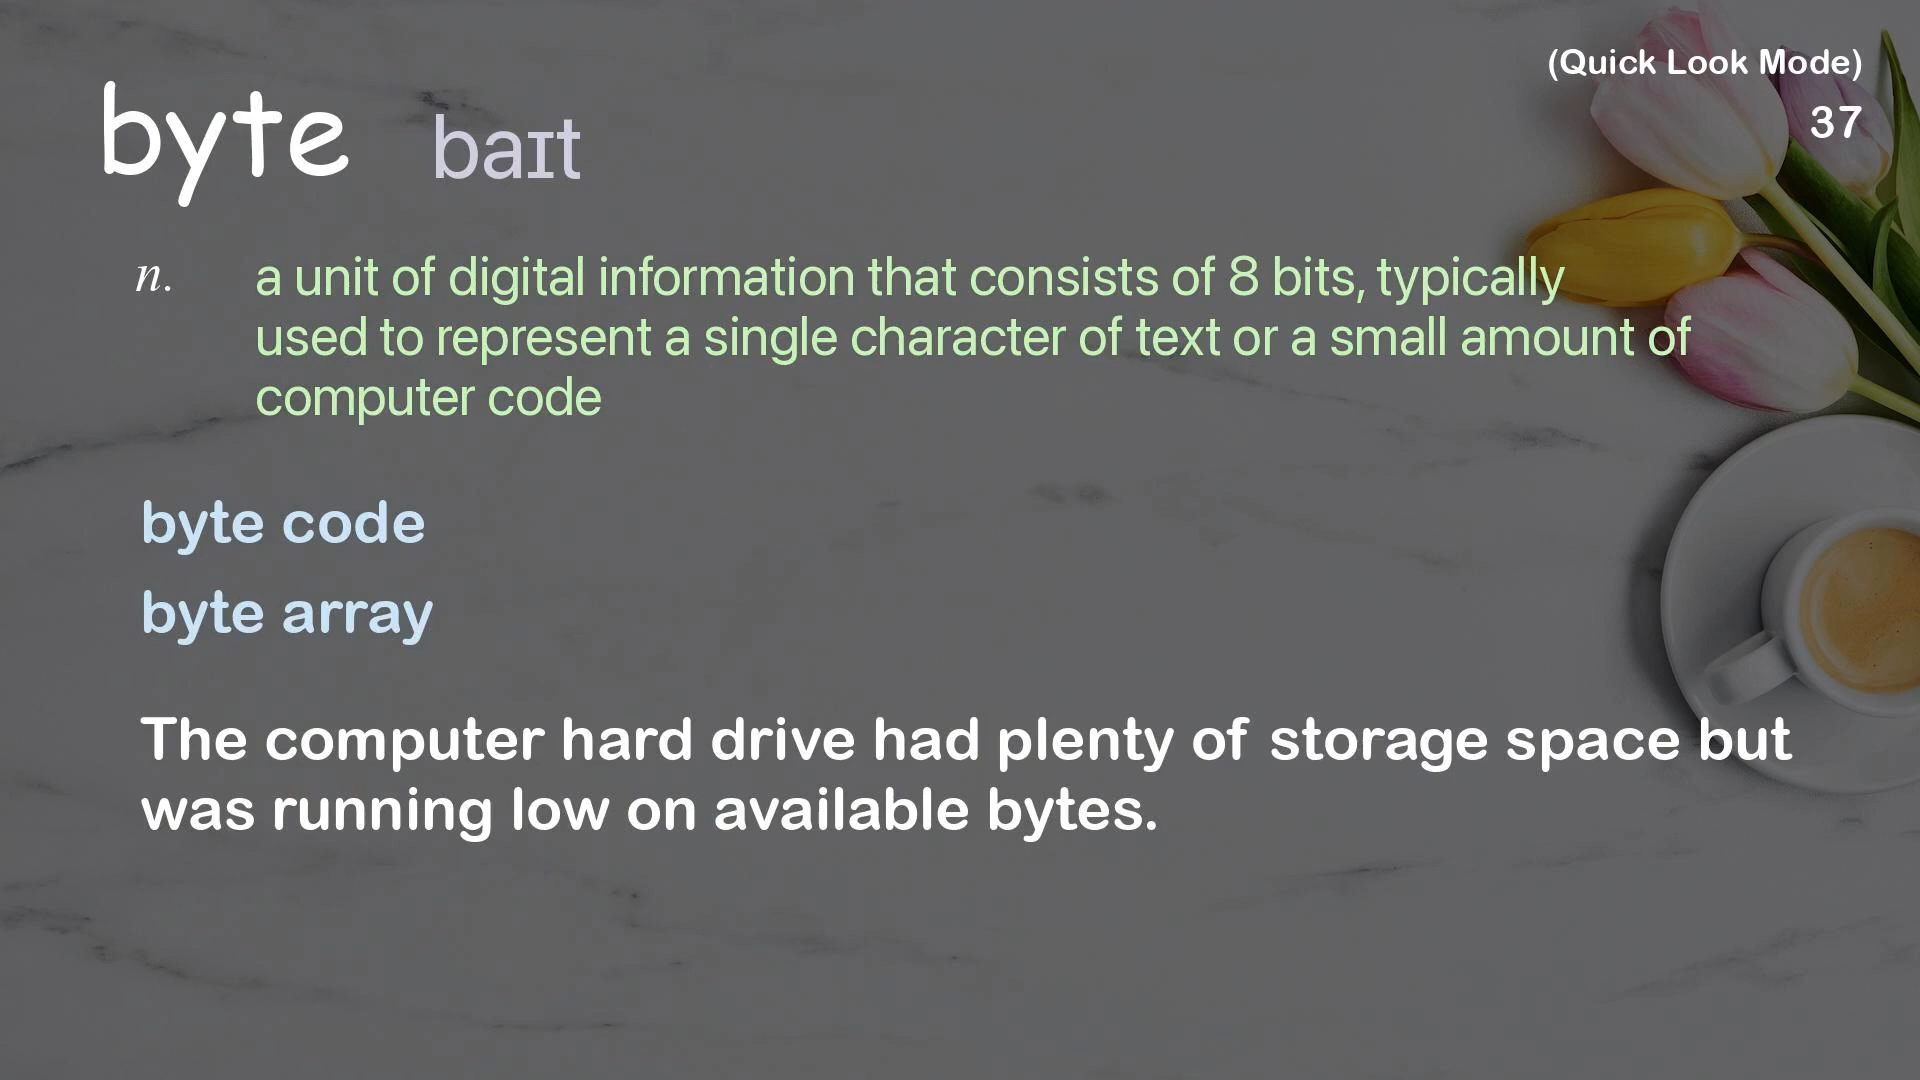 (Quick Look Mode)
37
byte baɪt
n. a unit of digital information that consists of 8 bits, typically
used to represent a single character of text or a small amount of
computer code
byte code
byte array
The computer hard drive had plenty of storage space but
was running low on available bytes.